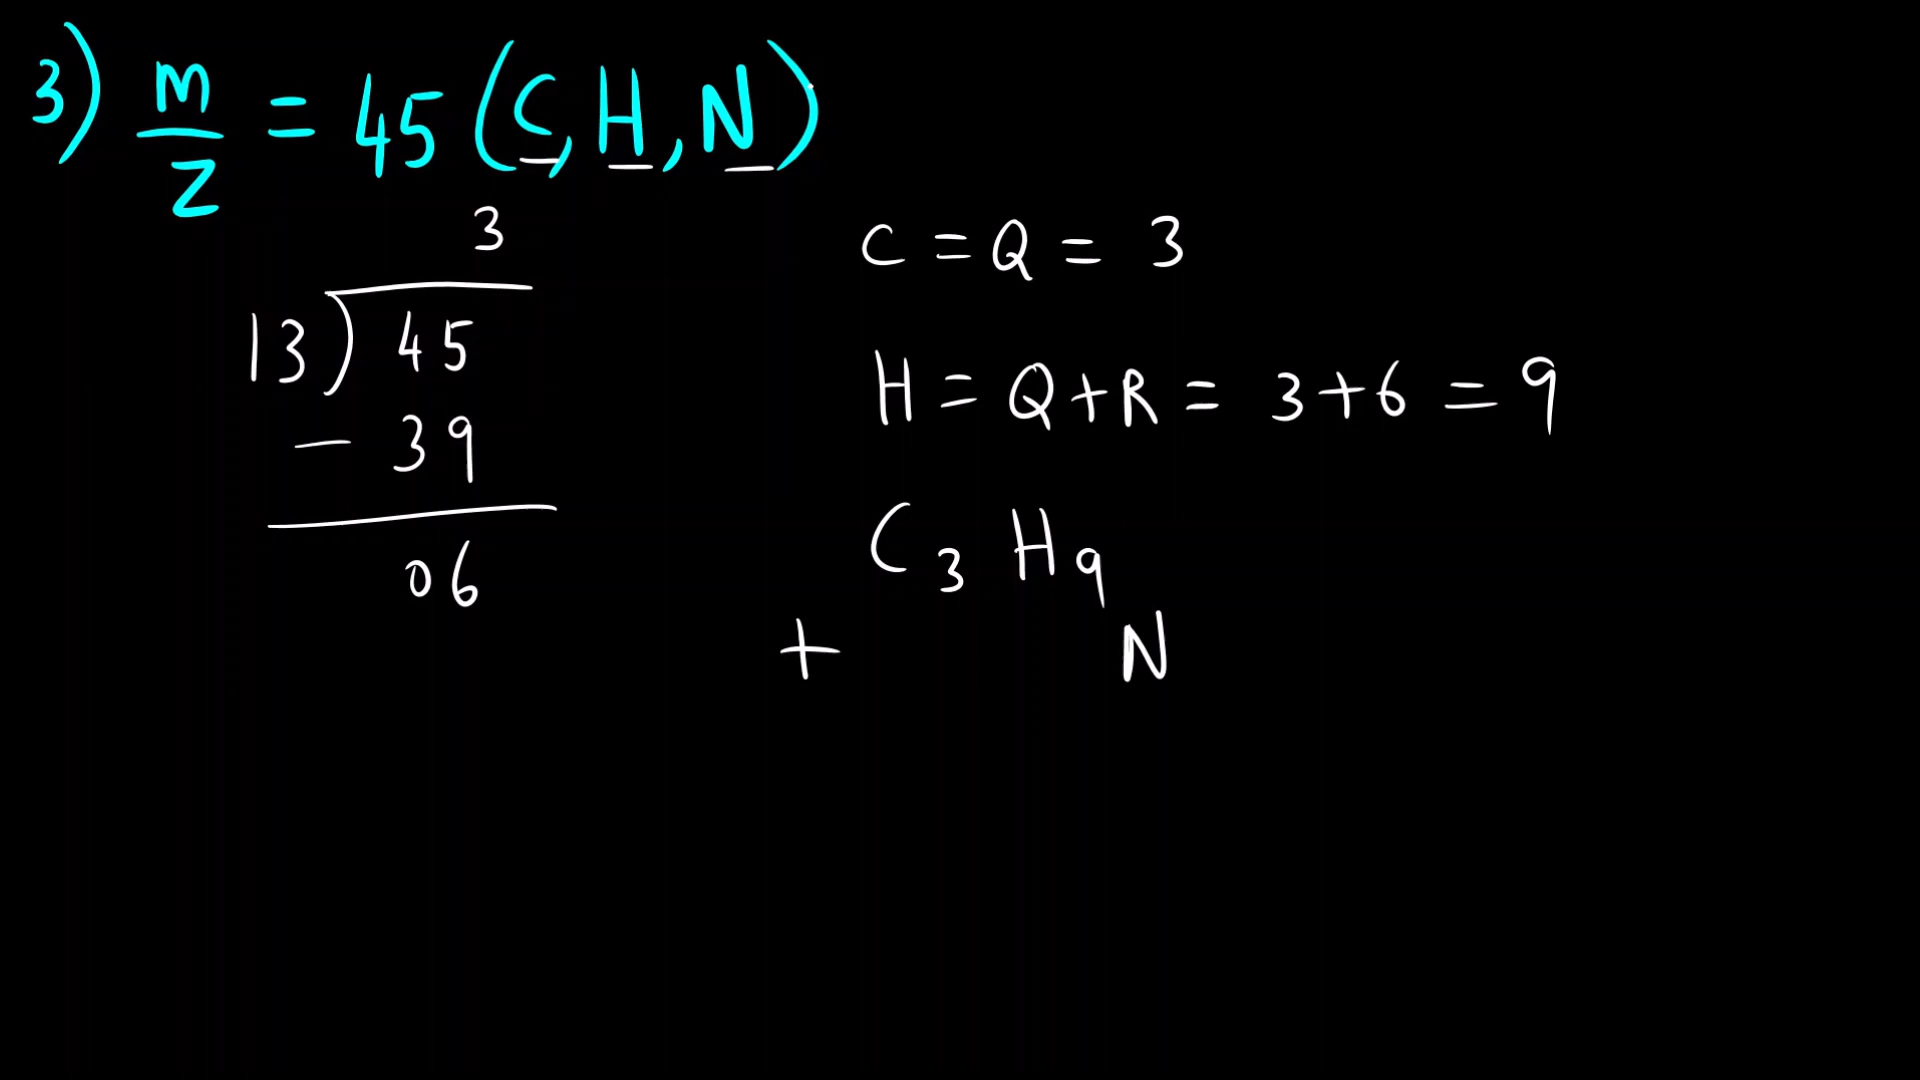 3) m/z = 45 (C, H, N)
3
13) 45
- 39
06
C = Q = 3
H = Q + R = 3 + 6 = 9
C3 H9
+ N